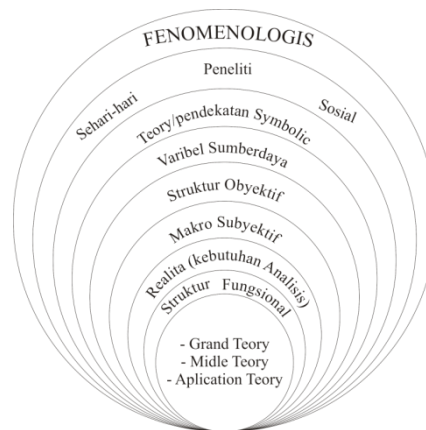 FENOMENOLOGIS
Peneliti
Sehari-hari
Sosial
Teory/pendekatan Symbolic
Varibel Sumberdaya
Struktur Obyektif
Makro Subyektif
Realita (kebutuhan Analisis)
Struktur Fungsional
- Grand Teory
- Midle Teory
- Aplication Teory